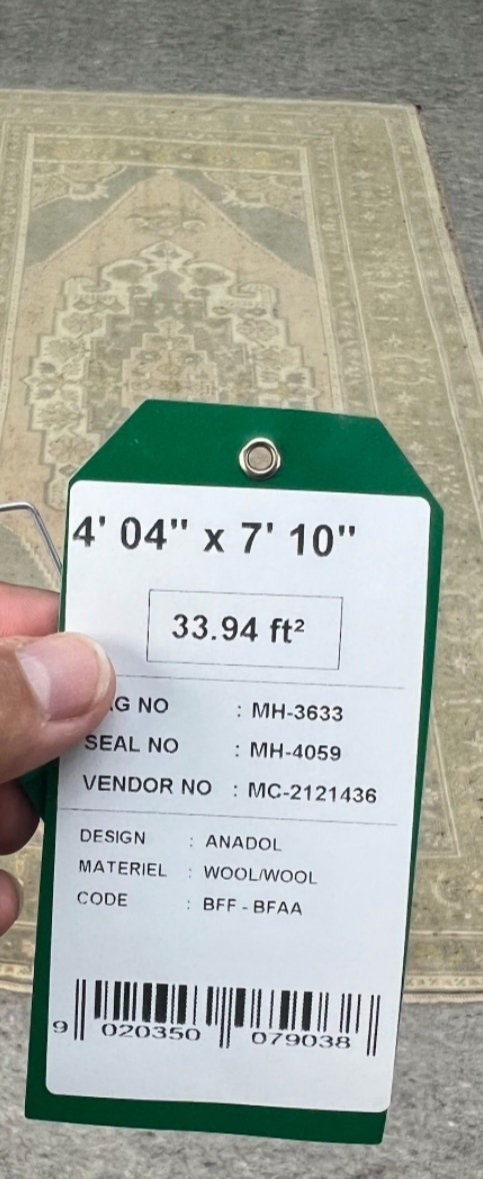 4' 04" x 7' 10"
33.94 ft²
G NO : MH-3633
SEAL NO : MH-4059
VENDOR NO : MC-2121436
DESIGN : ANADOL
MATERIEL : WOOL/WOOL
CODE : BFF - BFAA
9 020350 079038